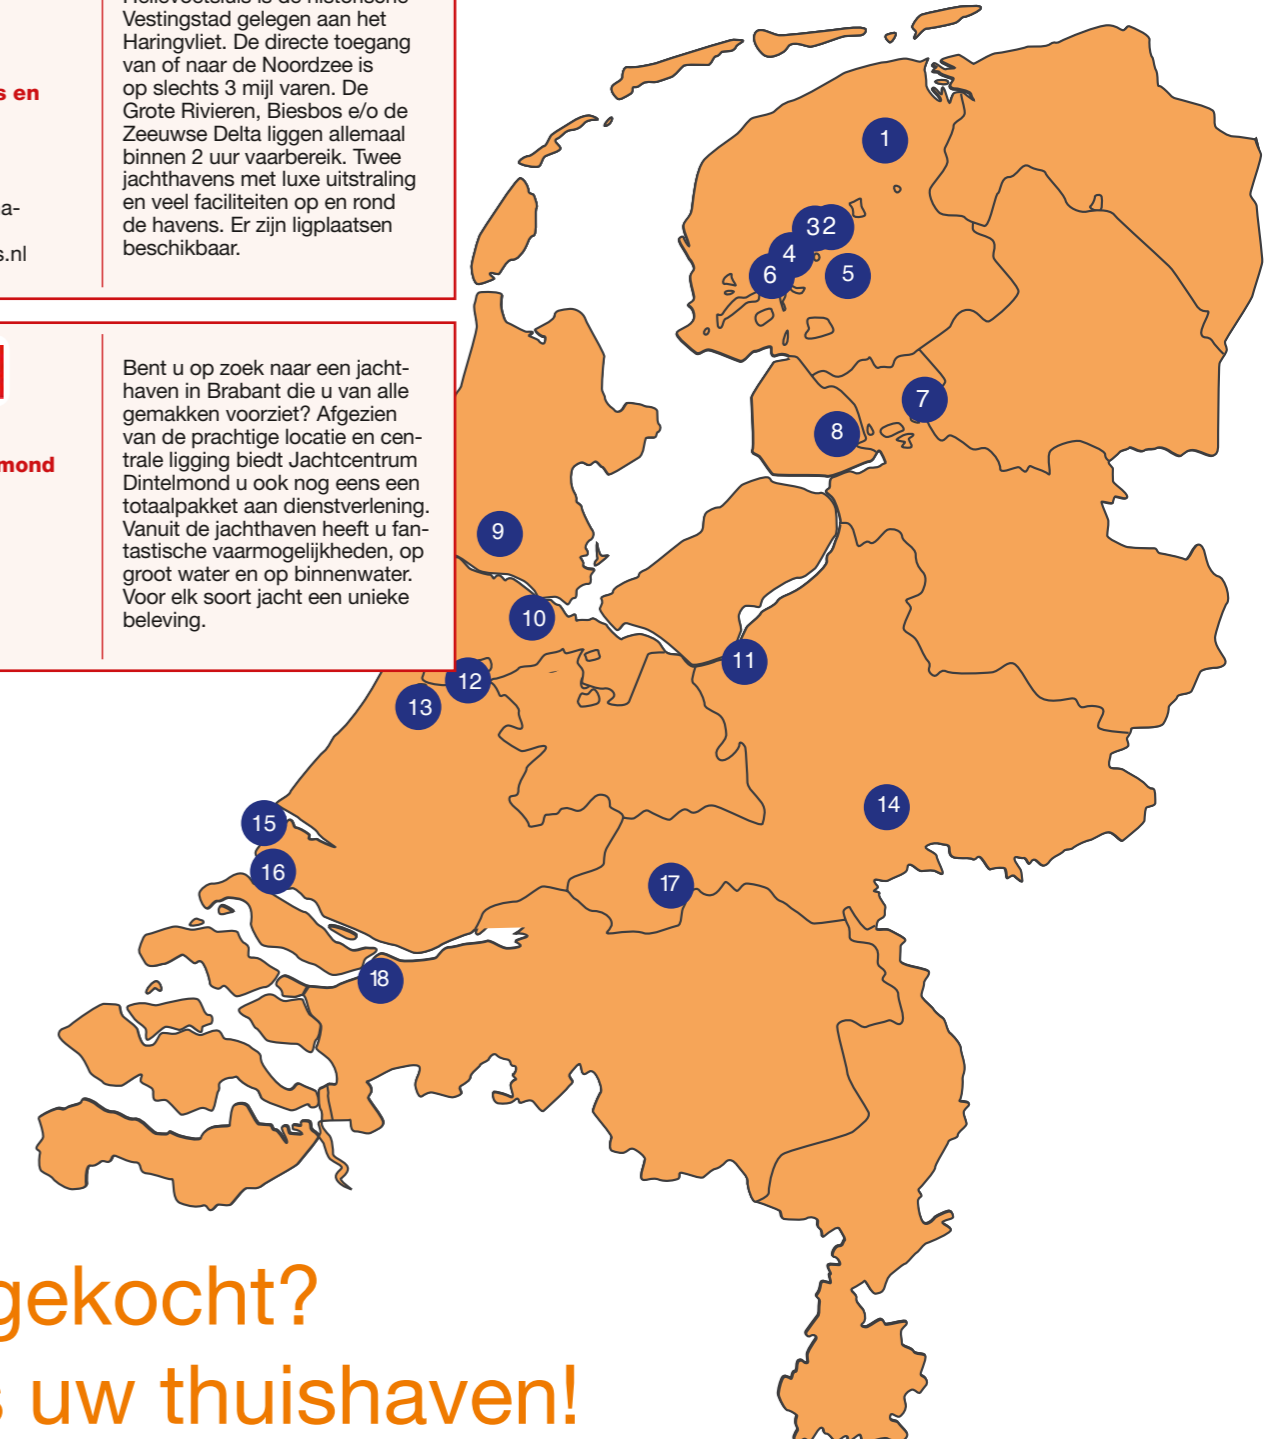 Vestingstad gelegen aan het
Haringvliet. De directe toegang
van of naar de Noordzee is
op slechts 3 mijl varen. De
Grote Rivieren, Biesbos e/o de
Zeeuwse Delta liggen allemaal
binnen 2 uur vaarbereik. Twee
jachthavens met luxe uitstraling
en veel faciliteiten op en rond
de havens. Er zijn ligplaatsen
beschikbaar.
s en
a-
s.nl
mond
Bent u op zoek naar een jacht-
haven in Brabant die u van alle
gemakken voorziet? Afgezien
van de prachtige locatie en cen-
trale ligging biedt Jachtcentrum
Dintelmond u ook nog eens een
totaalpakket aan dienstverlening.
Vanuit de jachthaven heeft u fan-
tastische vaarmogelijkheden, op
groot water en op binnenwater.
Voor elk soort jacht een unieke
beleving.
1
32
4
6
5
7
8
9
10
11
12
13
14
15
16
17
18
gekocht?
s uw thuishaven!